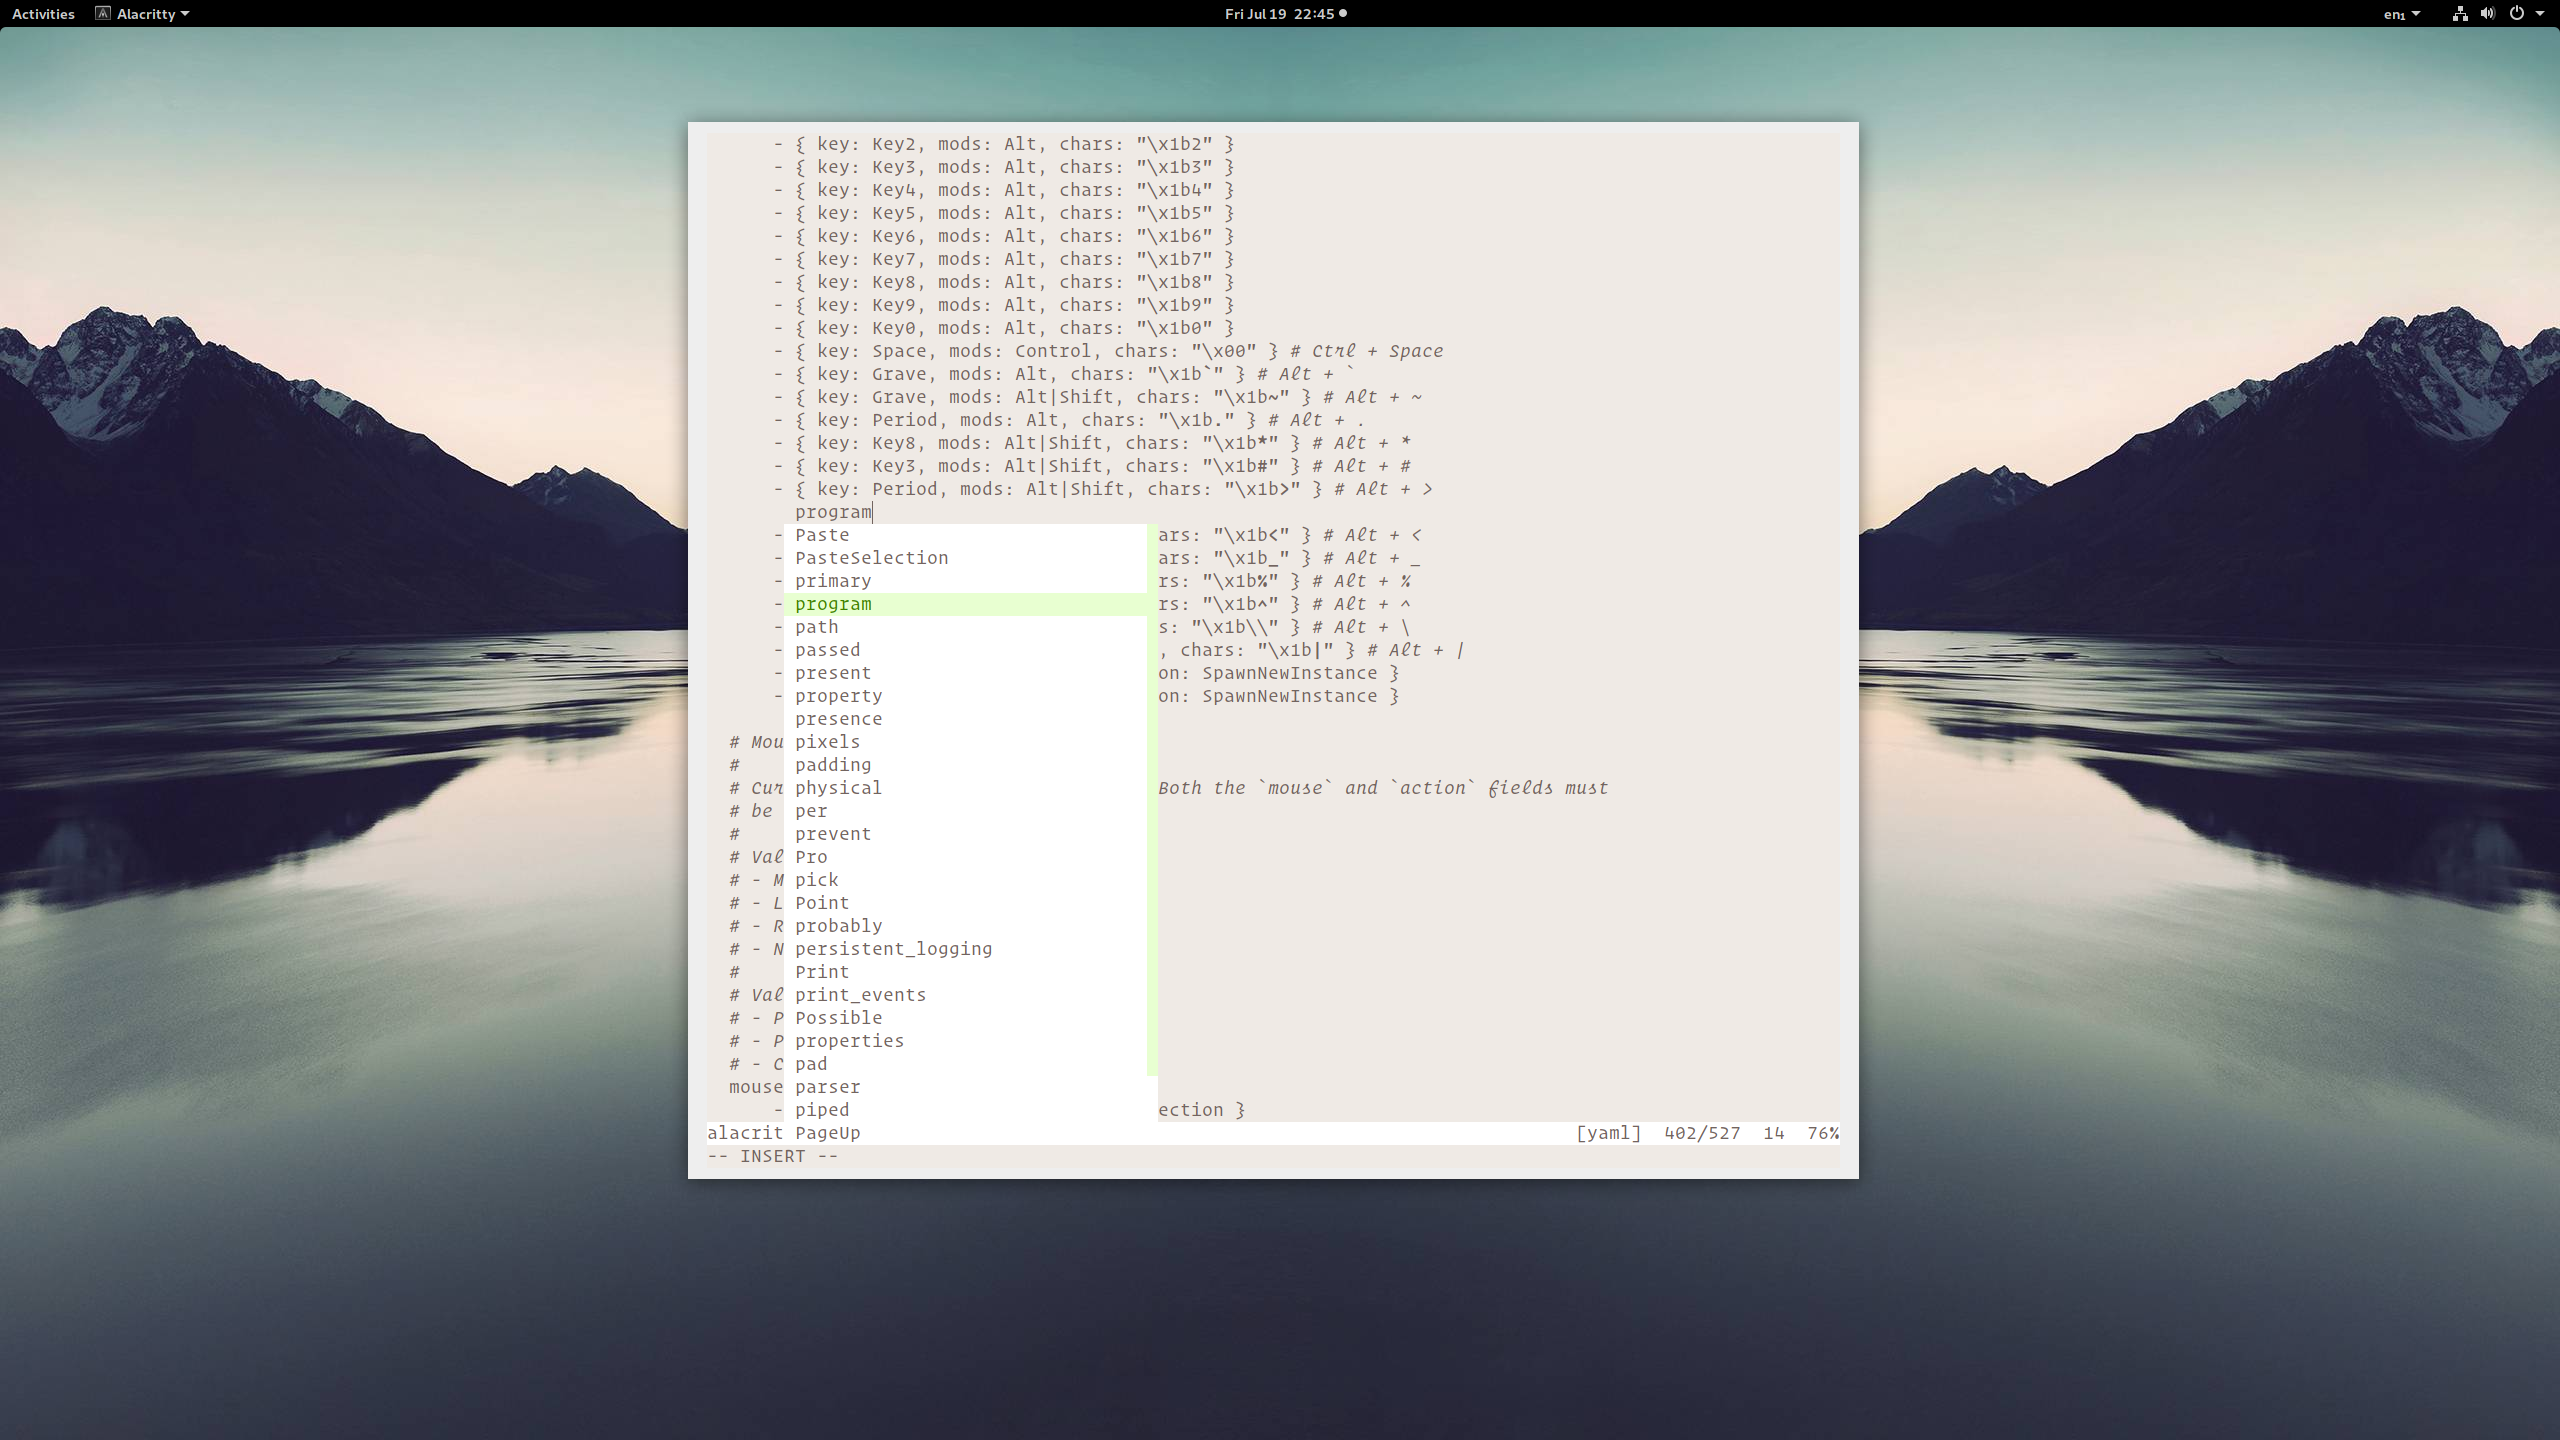 Activities Alacritty Fri Jul 19 22:45 en₁
- { key: Key2, mods: Alt, chars: "\x1b2" }
- { key: Key3, mods: Alt, chars: "\x1b3" }
- { key: Key4, mods: Alt, chars: "\x1b4" }
- { key: Key5, mods: Alt, chars: "\x1b5" }
- { key: Key6, mods: Alt, chars: "\x1b6" }
- { key: Key7, mods: Alt, chars: "\x1b7" }
- { key: Key8, mods: Alt, chars: "\x1b8" }
- { key: Key9, mods: Alt, chars: "\x1b9" }
- { key: Key0, mods: Alt, chars: "\x1b0" }
- { key: Space, mods: Control, chars: "\x00" } # Ctrl + Space
- { key: Grave, mods: Alt, chars: "\x1b`" } # Alt + `
- { key: Grave, mods: Alt|Shift, chars: "\x1b~" } # Alt + ~
- { key: Period, mods: Alt, chars: "\x1b." } # Alt + .
- { key: Key8, mods: Alt|Shift, chars: "\x1b*" } # Alt + *
- { key: Key3, mods: Alt|Shift, chars: "\x1b#" } # Alt + #
- { key: Period, mods: Alt|Shift, chars: "\x1b>" } # Alt + >
program
- Paste ars: "\x1b<" } # Alt + <
- PasteSelection ars: "\x1b_" } # Alt + _
- primary rs: "\x1b%" } # Alt + %
- program rs: "\x1b^" } # Alt + ^
- path s: "\x1b\\" } # Alt + \
- passed , chars: "\x1b|" } # Alt + |
- present on: SpawnNewInstance }
- property on: SpawnNewInstance }
presence
# Mou pixels
# padding
# Cur physical Both the `mouse` and `action` fields must
# be per
# prevent
# Val Pro
# - M pick
# - L Point
# - R probably
# - N persistent_logging
# Print
# Val print_events
# - P Possible
# - P properties
# - C pad
mouse parser
- piped ection }
alacrit PageUp [yaml] 402/527 14 76%
-- INSERT --